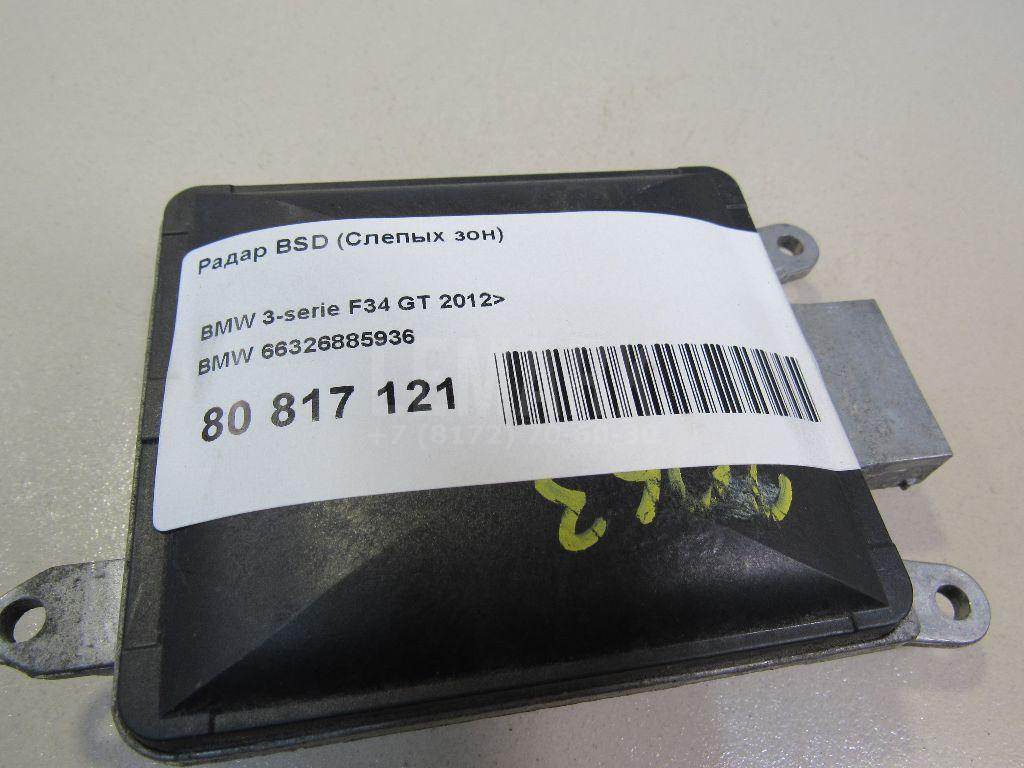 Радар BSD (Слепых зон)
BMW 3-serie F34 GT 2012>
BMW 66326885936
80 817 121